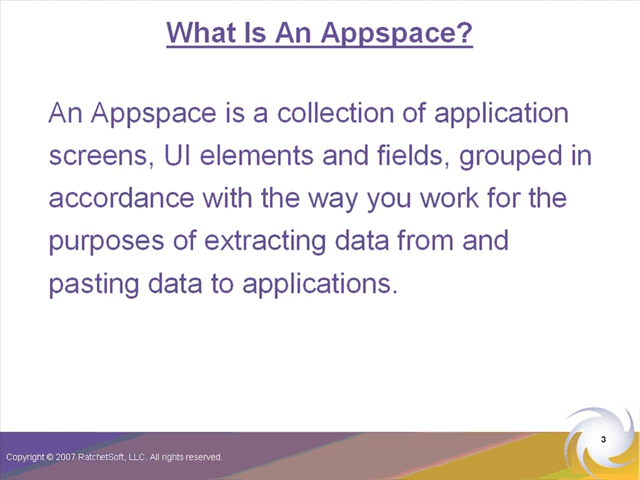 What Is An Appspace?
An Appspace is a collection of application
screens, UI elements and fields, grouped in
accordance with the way you work for the
purposes of extracting data from and
pasting data to applications.
3
Copyright © 2007 RatchetSoft, LLC. All rights reserved.